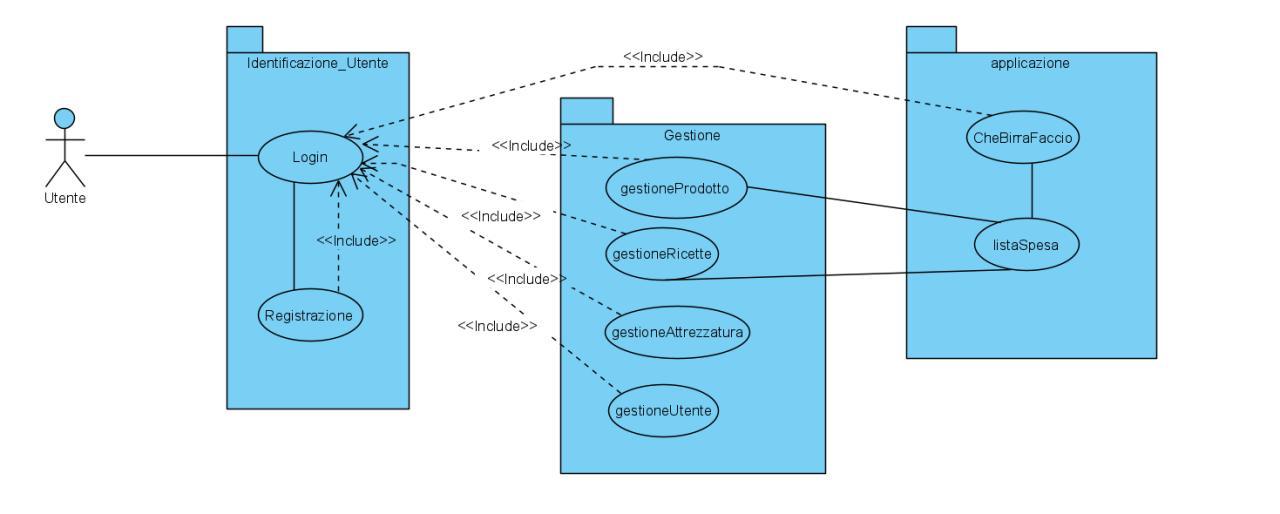 <<Include>>
Identificazione_Utente
applicazione
Gestione
CheBirraFaccio
<<Include>>
Login
gestioneProdotto
Utente
<<Include>>
<<Include>>
listaSpesa
gestioneRicette
<<Include>>
Registrazione
<<Include>>
gestioneAttrezzatura
gestioneUtente